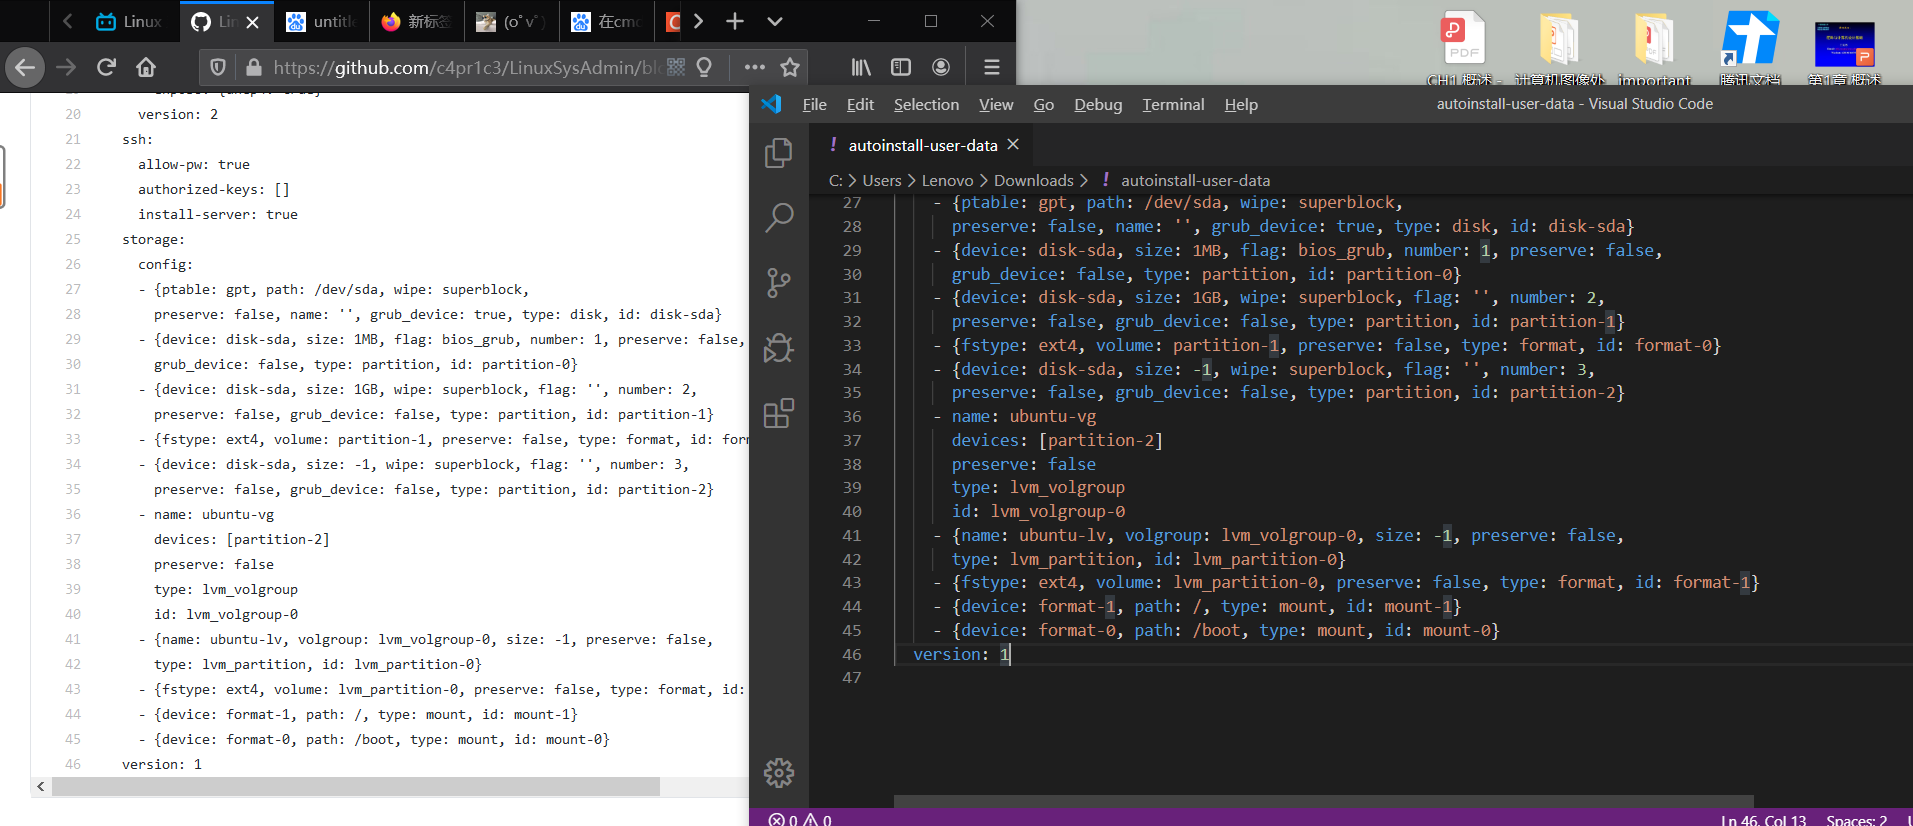 Linux
Lin
untitle
新标签
(oﾟvﾟ)
在cmd
https://github.com/c4pr1c3/LinuxSysAdmin/blo
20 version: 2
21 ssh:
22 allow-pw: true
23 authorized-keys: []
24 install-server: true
25 storage:
26 config:
27 - {ptable: gpt, path: /dev/sda, wipe: superblock,
28 preserve: false, name: '', grub_device: true, type: disk, id: disk-sda}
29 - {device: disk-sda, size: 1MB, flag: bios_grub, number: 1, preserve: false,
30 grub_device: false, type: partition, id: partition-0}
31 - {device: disk-sda, size: 1GB, wipe: superblock, flag: '', number: 2,
32 preserve: false, grub_device: false, type: partition, id: partition-1}
33 - {fstype: ext4, volume: partition-1, preserve: false, type: format, id: form
34 - {device: disk-sda, size: -1, wipe: superblock, flag: '', number: 3,
35 preserve: false, grub_device: false, type: partition, id: partition-2}
36 - name: ubuntu-vg
37 devices: [partition-2]
38 preserve: false
39 type: lvm_volgroup
40 id: lvm_volgroup-0
41 - {name: ubuntu-lv, volgroup: lvm_volgroup-0, size: -1, preserve: false,
42 type: lvm_partition, id: lvm_partition-0}
43 - {fstype: ext4, volume: lvm_partition-0, preserve: false, type: format, id:
44 - {device: format-1, path: /, type: mount, id: mount-1}
45 - {device: format-0, path: /boot, type: mount, id: mount-0}
46 version: 1
PDF
CH1 概述 -
计算机图像处
important
腾讯文档
第1章 概述
File Edit Selection View Go Debug Terminal Help
autoinstall-user-data - Visual Studio Code
! autoinstall-user-data
C: > Users > Lenovo > Downloads > ! autoinstall-user-data
27 - {ptable: gpt, path: /dev/sda, wipe: superblock,
28 preserve: false, name: '', grub_device: true, type: disk, id: disk-sda}
29 - {device: disk-sda, size: 1MB, flag: bios_grub, number: 1, preserve: false,
30 grub_device: false, type: partition, id: partition-0}
31 - {device: disk-sda, size: 1GB, wipe: superblock, flag: '', number: 2,
32 preserve: false, grub_device: false, type: partition, id: partition-1}
33 - {fstype: ext4, volume: partition-1, preserve: false, type: format, id: format-0}
34 - {device: disk-sda, size: -1, wipe: superblock, flag: '', number: 3,
35 preserve: false, grub_device: false, type: partition, id: partition-2}
36 - name: ubuntu-vg
37 devices: [partition-2]
38 preserve: false
39 type: lvm_volgroup
40 id: lvm_volgroup-0
41 - {name: ubuntu-lv, volgroup: lvm_volgroup-0, size: -1, preserve: false,
42 type: lvm_partition, id: lvm_partition-0}
43 - {fstype: ext4, volume: lvm_partition-0, preserve: false, type: format, id: format-1}
44 - {device: format-1, path: /, type: mount, id: mount-1}
45 - {device: format-0, path: /boot, type: mount, id: mount-0}
46 version: 1
47
0 0
Ln 46, Col 13 Spaces: 2